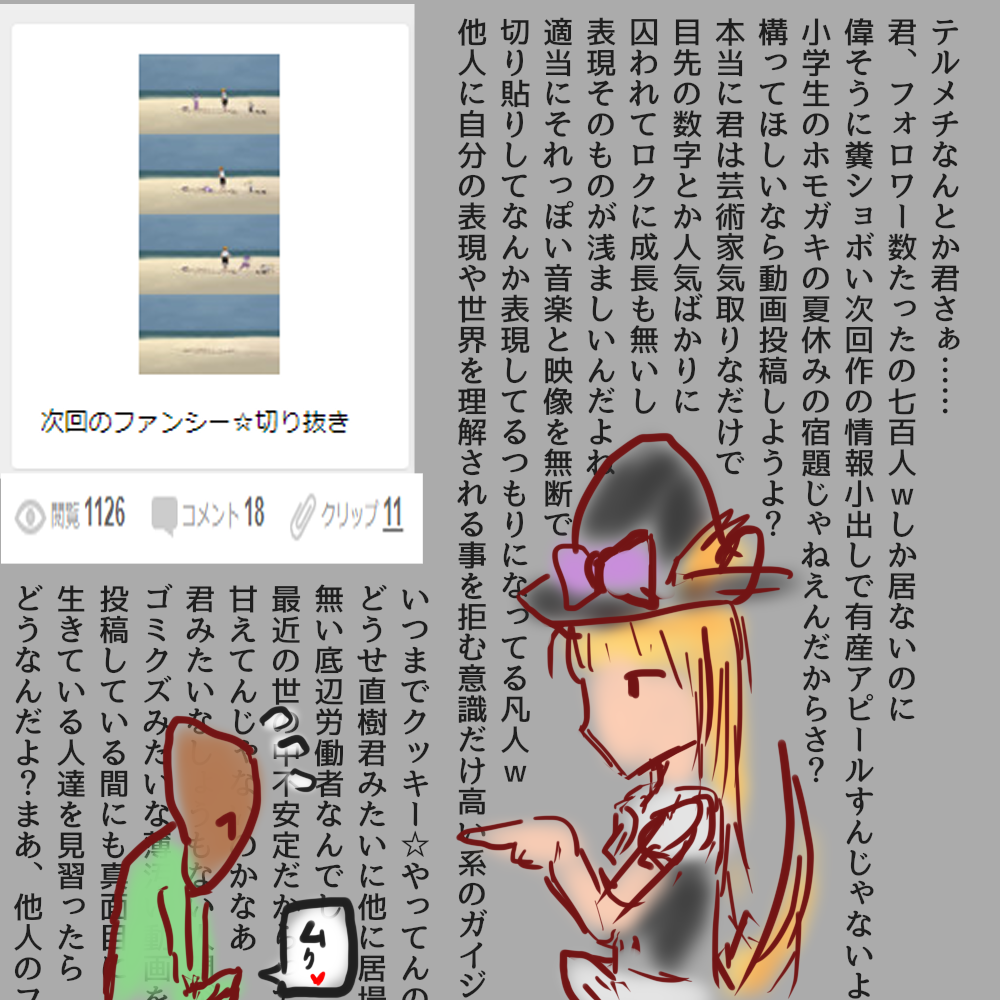 テルメチなんとか君さぁ……
君、フォロワー数たったの七百人ｗしか居ないのに
偉そうに糞ショボい次回作の情報小出しで有産アピールすんじゃないよ
小学生のホモガキの夏休みの宿題じゃねえんだからさ？
構ってほしいなら動画投稿しようよ？
本当に君は芸術家気取りなだけで
目先の数字とか人気ばかりに
囚われてロクに成長も無いし
表現そのものが浅ましいんだよね
適当にそれっぽい音楽と映像を無断で
切り貼りしてなんか表現してるつもりになってる凡人ｗ
他人に自分の表現や世界を理解される事を拒む意識だけ高い系のガイジ
次回のファンシー☆切り抜き
閲覧 1126 コメント 18 クリップ 11
いつまでクッキー☆やってんの
どうせ直樹君みたいに他に居場
無い底辺労働者なんでし
最近の世の中不安定だから
甘えてんじゃな のかなあ
君みたいなし もな 人間
ゴミクズみたいな薄 動画を
投稿している間にも真面目に
生きている人達を見習ったら
どうなんだよ？まあ、他人のフ
ムク